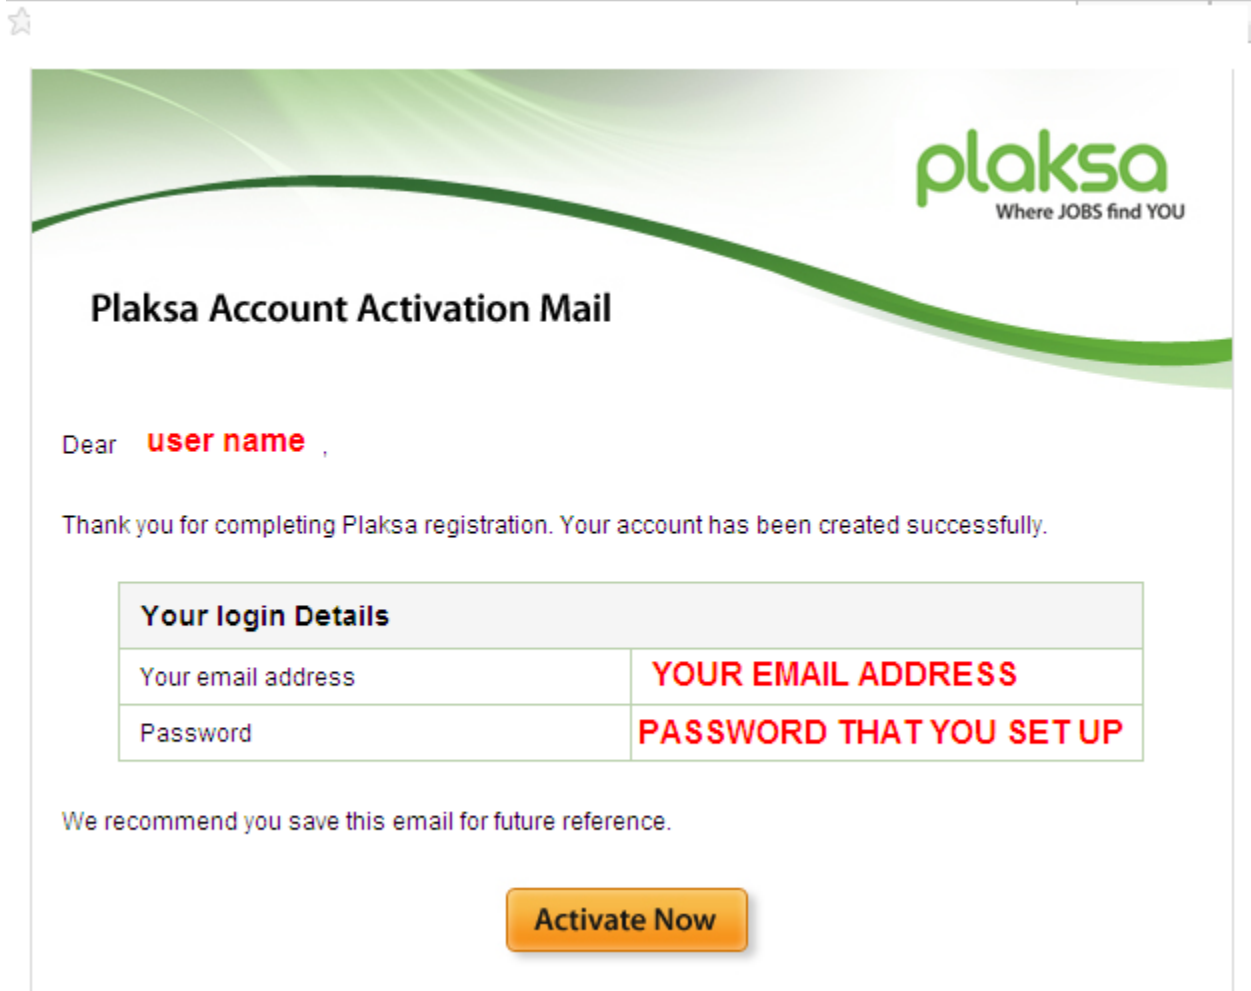 plaksa
Where JOBS find YOU
Plaksa Account Activation Mail
Dear user name ,
Thank you for completing Plaksa registration. Your account has been created successfully.
Your login Details
Your email address YOUR EMAIL ADDRESS
Password PASSWORD THAT YOU SET UP
We recommend you save this email for future reference.
Activate Now